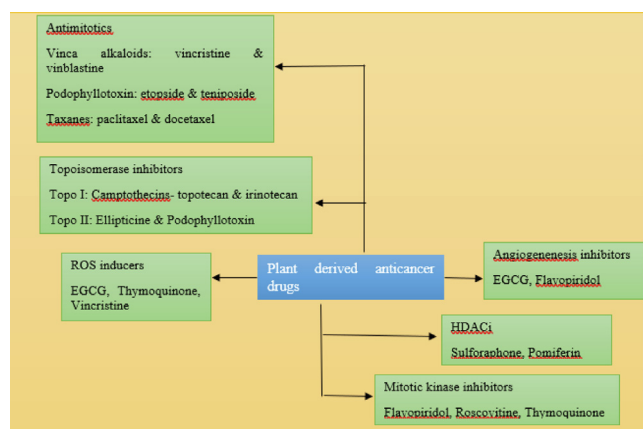 Antimitotics
Vinca alkaloids: vincristine &
vinblastine
Podophyllotoxin: etopside & teniposide
Taxanes: paclitaxel & docetaxel
Topoisomerase inhibitors
Topo I: Camptothecins- topotecan & irinotecan
Topo II: Ellipticine & Podophyllotoxin
ROS inducers
EGCG, Thymoquinone,
Vincristine
Plant derived anticancer
drugs
Angiogenenesis inhibitors
EGCG, Flavopiridol
HDACi
Sulforaphone, Pomiferin
Mitotic kinase inhibitors
Flavopiridol, Roscovitine, Thymoquinone